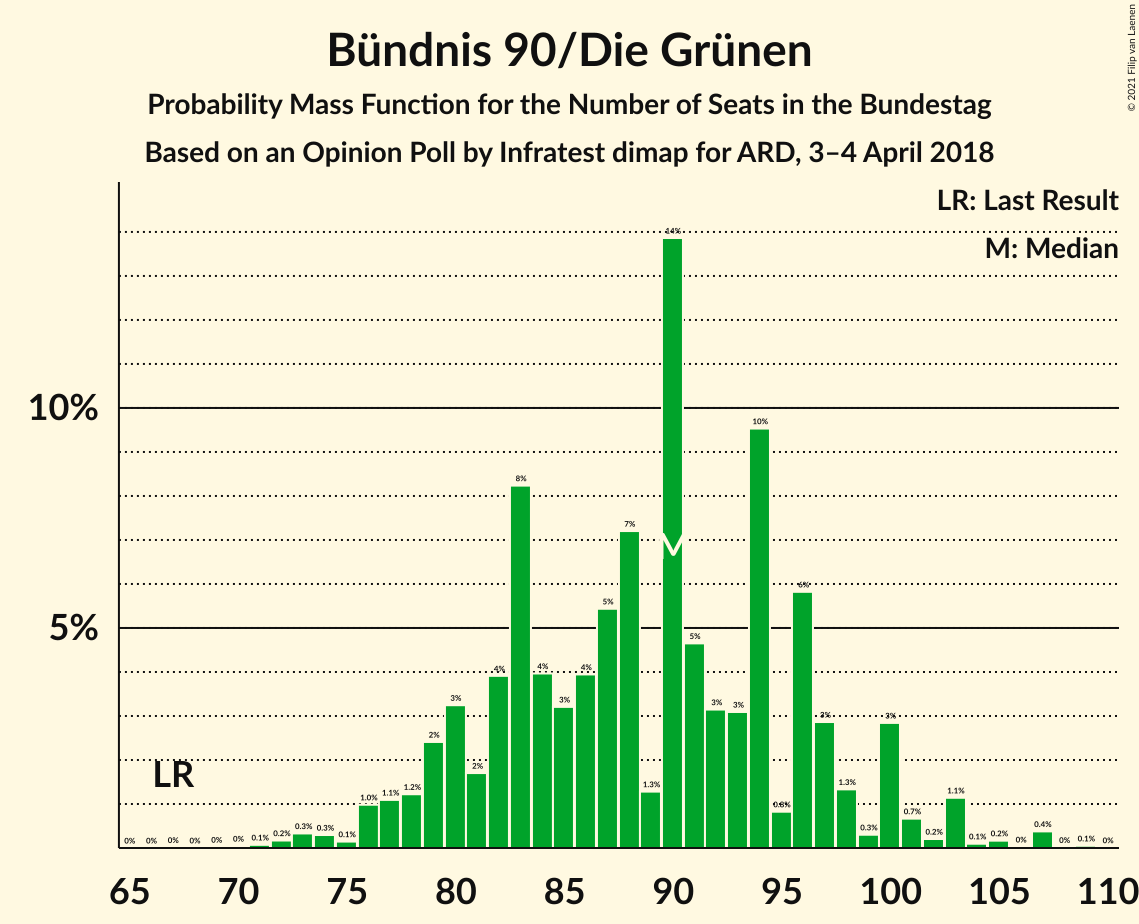 Bündnis 90/Die Grünen
Probability Mass Function for the Number of Seats in the Bundestag
Based on an Opinion Poll by Infratest dimap for ARD, 3–4 April 2018
© 2021 Filip van Laenen
LR: Last Result
M: Median
10%
5%
LR
M
0% 0% 0% 0% 0% 0% 0.1% 0.2% 0.3% 0.3% 0.1% 1.0% 1.1% 1.2% 2% 3% 2% 4% 8% 4% 3% 4% 5% 7% 1.3% 14% 5% 3% 3% 10% 0.8% 6% 3% 1.3% 0.3% 3% 0.7% 0.2% 1.1% 0.1% 0.2% 0% 0.4% 0% 0.1% 0%
65 70 75 80 85 90 95 100 105 110